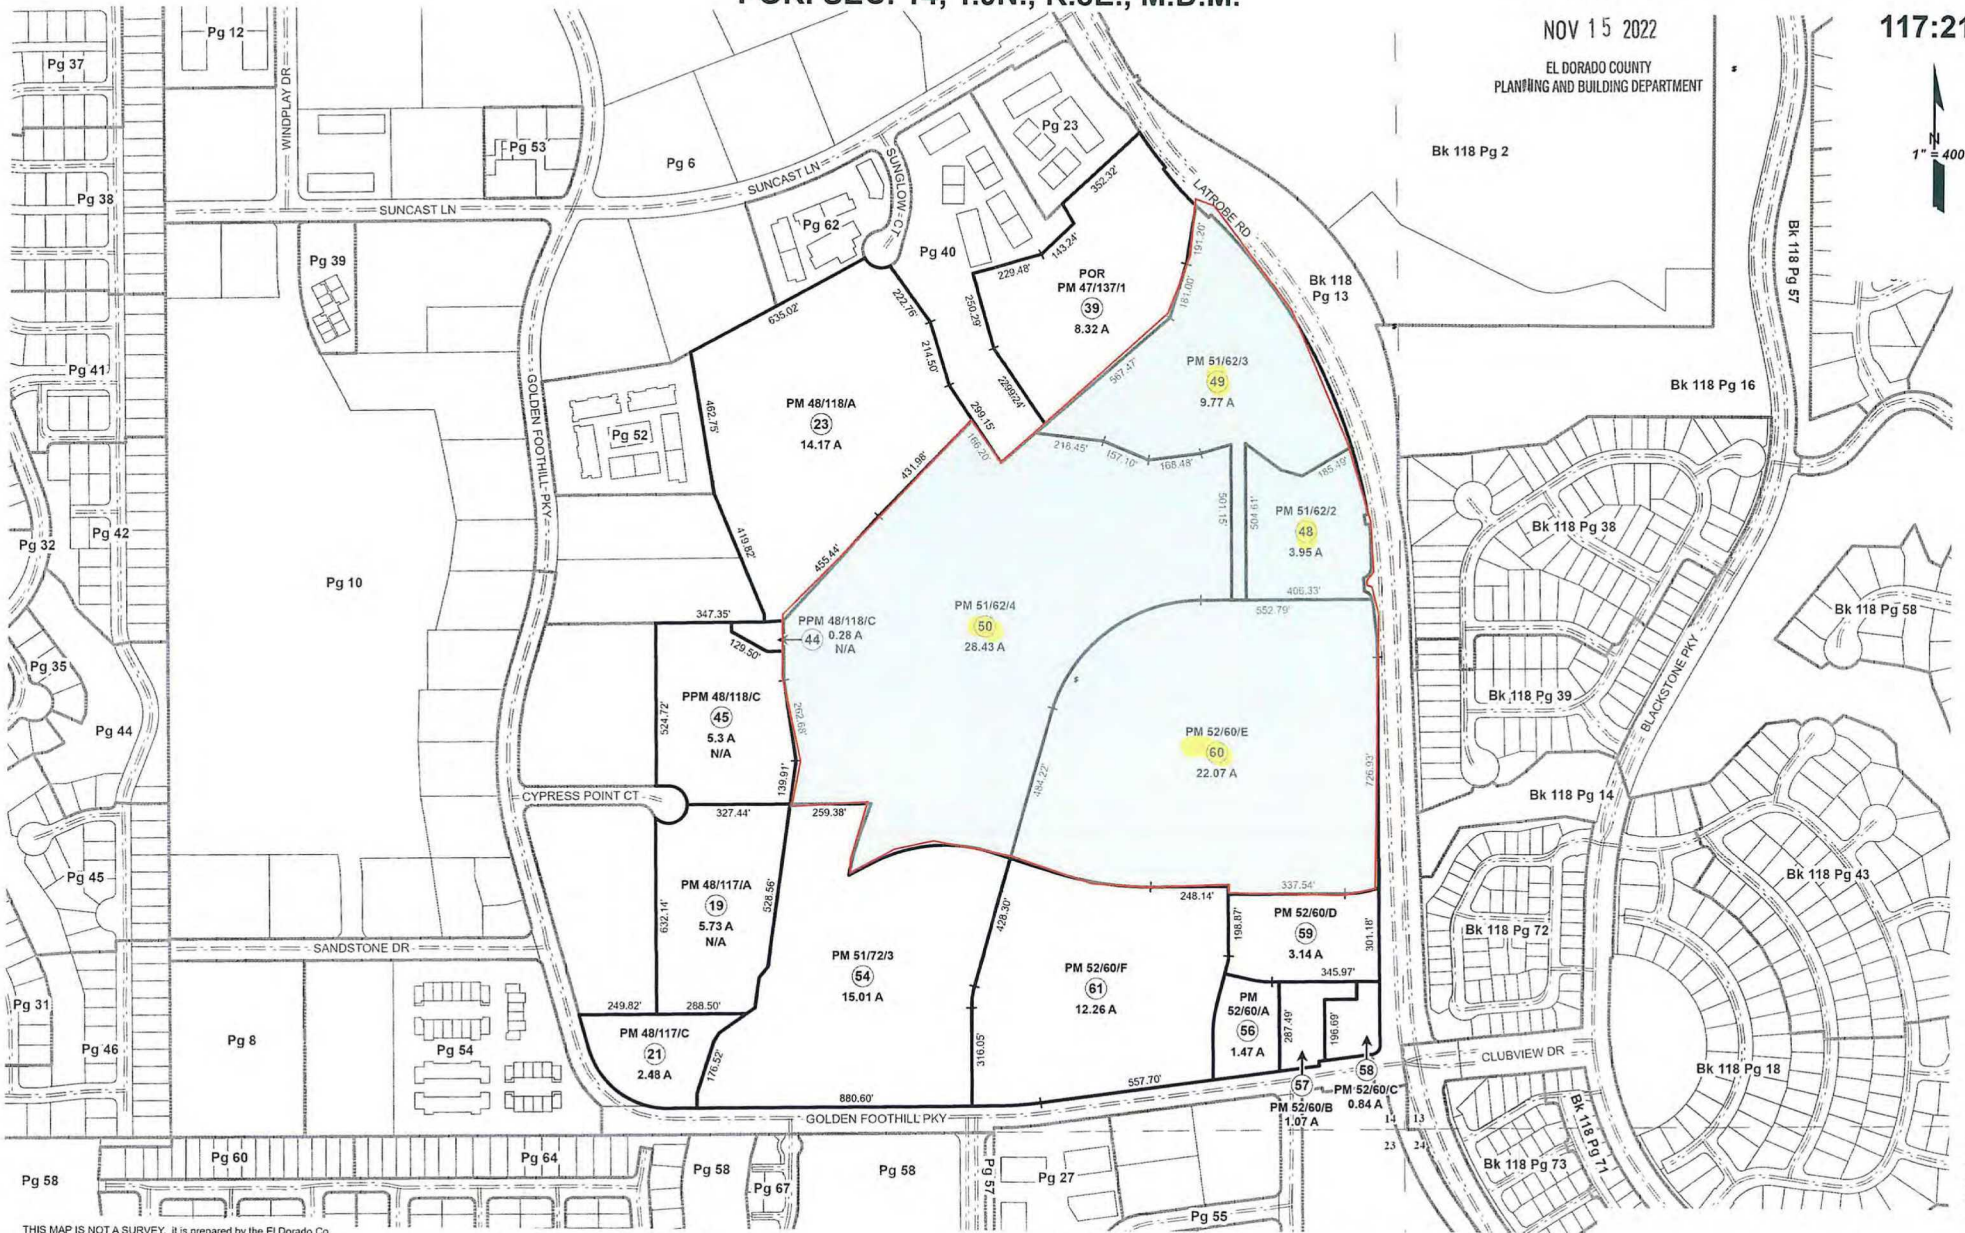 POR. SEC. 14, T.9N., R.8E., M.D.M.
NOV 15 2022
EL DORADO COUNTY
PLANNING AND BUILDING DEPARTMENT
117:21
N
1" = 400
Pg 12
Pg 37
WINDPLAY DR
Pg 53
Pg 6
Pg 23
Bk 118 Pg 2
Pg 38
SUNCAST LN
SUNCAST LN
SUNGLOW CT
Pg 62
Pg 40
352.32'
LATROBE RD
Bk 118 Pg 57
Pg 39
143.24'
229.48'
191.20'
181.00'
Bk 118
Pg 13
POR
PM 47/137/1
39
8.32 A
222.76'
250.29'
635.02'
214.50'
567.47'
PM 51/62/3
49
9.77 A
Pg 41
GOLDEN FOOTHILL PKY
Bk 118 Pg 16
299.15'
166.20'
PM 48/118/A
23
14.17 A
462.75'
Pg 52
431.98'
218.45'
157.10'
168.48'
185.49'
501.15'
504.61'
PM 51/62/2
48
3.95 A
Pg 42
Pg 32
419.82'
455.44'
Bk 118 Pg 38
Pg 10
406.33'
552.79'
347.35'
129.50'
PPM 48/118/C
44
0.28 A
N/A
PM 51/62/4
50
28.43 A
Bk 118 Pg 58
Pg 35
BLACKSTONE PKY
Bk 118 Pg 39
PPM 48/118/C
45
5.3 A
N/A
524.72'
262.68'
Pg 44
PM 52/60/E
60
22.07 A
484.22'
726.93'
139.91'
CYPRESS POINT CT
327.44'
259.38'
Bk 118 Pg 14
Pg 45
Bk 118 Pg 43
PM 48/117/A
19
5.73 A
N/A
632.14'
528.56'
428.30'
248.14'
337.54'
198.87'
PM 52/60/D
59
3.14 A
301.18'
345.97'
Bk 118 Pg 72
SANDSTONE DR
PM 51/72/3
54
15.01 A
PM 52/60/F
61
12.26 A
Pg 31
249.82'
288.50'
PM 48/117/C
21
2.48 A
176.52'
316.05'
PM
52/60/A
56
1.47 A
287.49'
196.69'
Pg 8
Pg 46
Pg 54
CLUBVIEW DR
Bk 118 Pg 18
557.70'
57
PM 52/60/B
1.07 A
58
PM 52/60/C
0.84 A
880.60'
GOLDEN FOOTHILL PKY
14 13
23 24
Bk 118 Pg 71
Bk 118 Pg 73
Pg 60
Pg 64
Pg 58
Pg 58
Pg 67
Pg 58
Pg 57
Pg 27
Pg 55
THIS MAP IS NOT A SURVEY. It is prepared by the El Dorado Co.